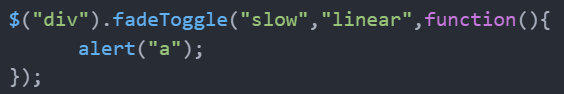 $("div").fadeToggle("slow","linear",function(){
alert("a");
});